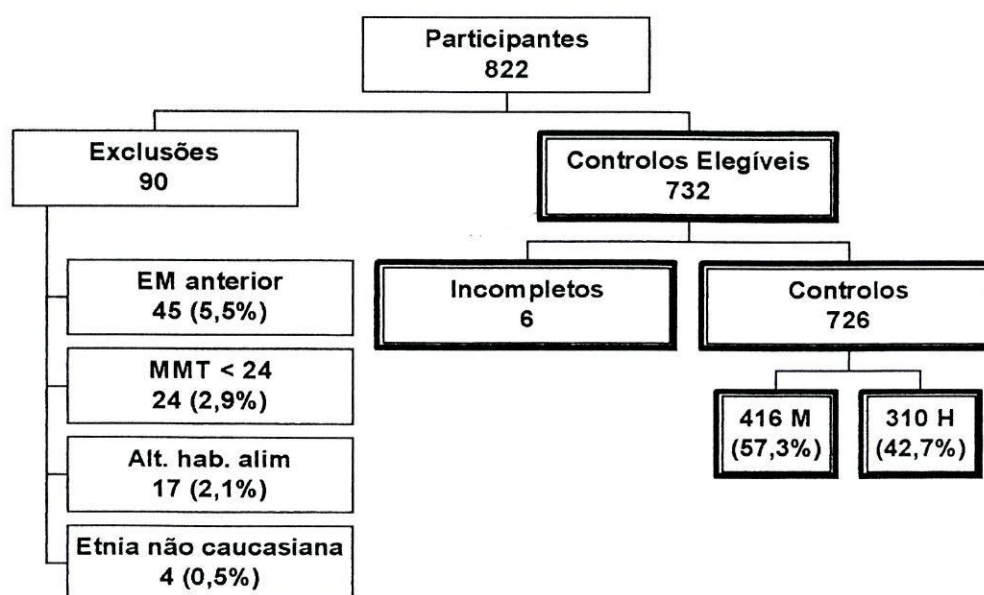 Participantes
822
Exclusões
90
Controlos Elegíveis
732
EM anterior
45 (5,5%)
MMT < 24
24 (2,9%)
Alt. hab. alim
17 (2,1%)
Etnia não caucasiana
4 (0,5%)
Incompletos
6
Controlos
726
416 M
(57,3%)
310 H
(42,7%)